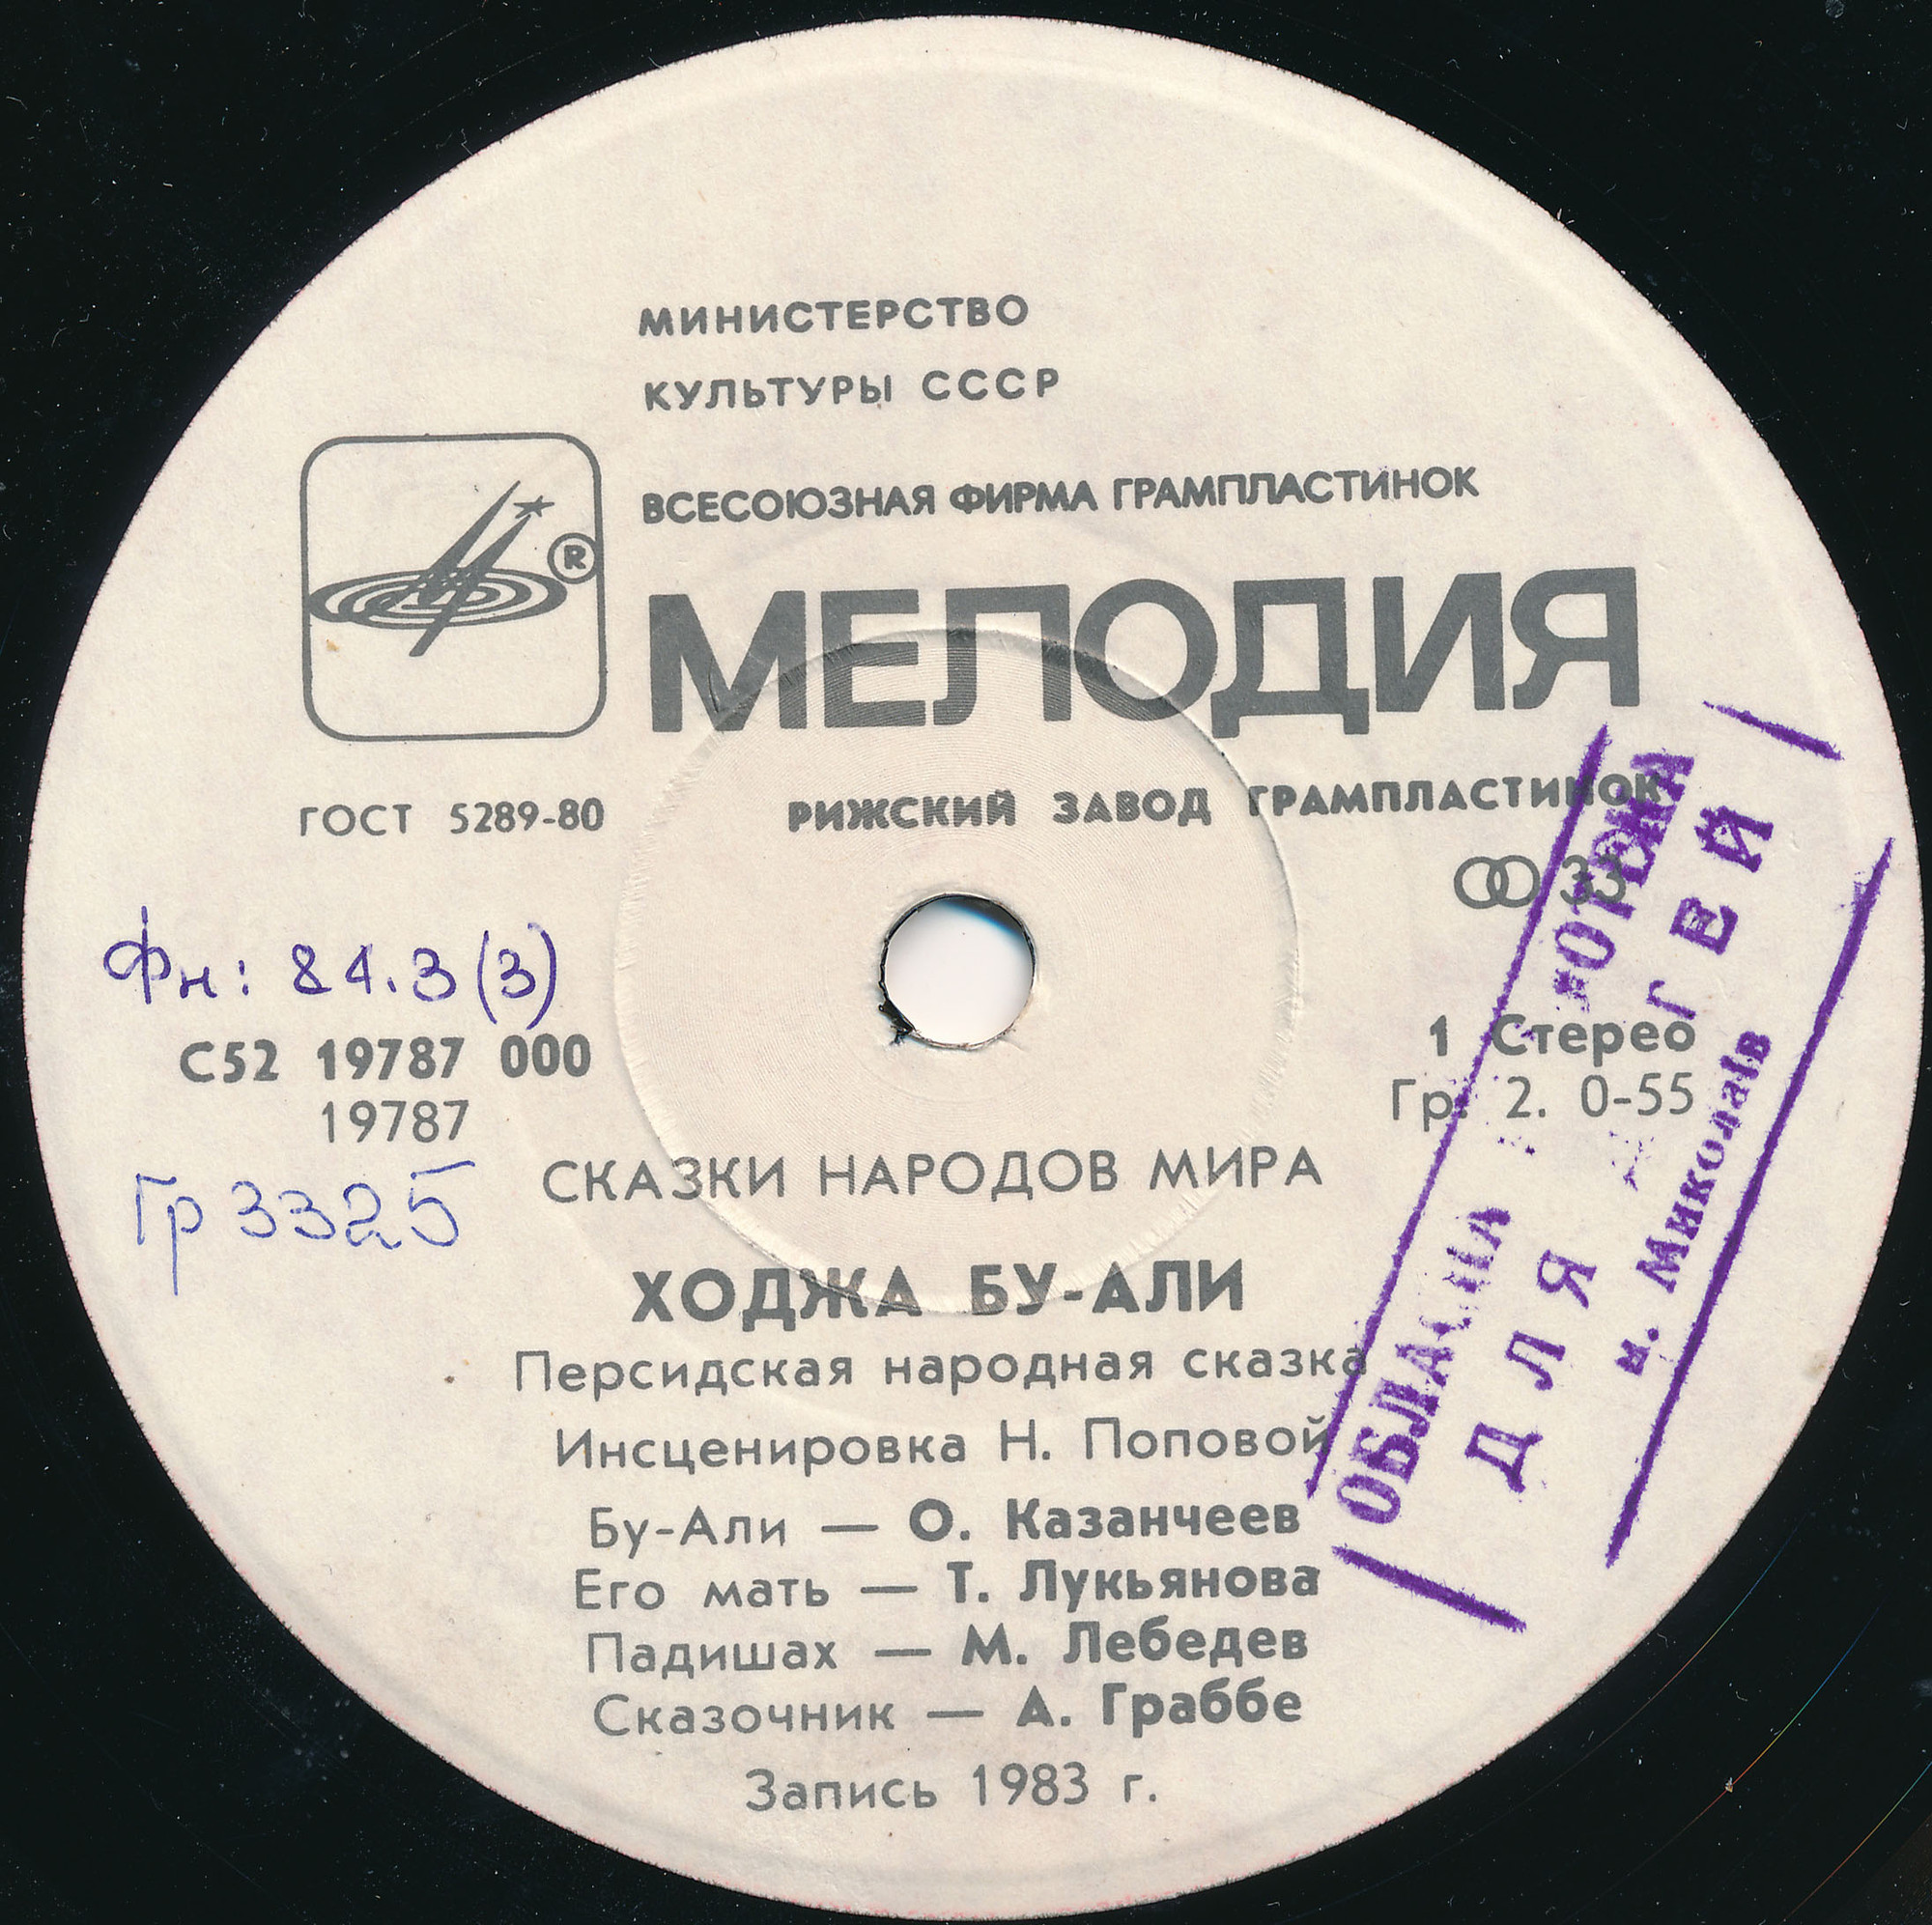 МИНИСТЕРСТВО
КУЛЬТУРЫ СССР
ВСЕСОЮЗНАЯ ФИРМА ГРАМПЛАСТИНОК
®
МЕЛОДИЯ
ГОСТ 5289-80
РИЖСКИЙ ЗАВОД ГРАМПЛАСТИНОК
33
Фн: 84.3(3)
С52 19787 000
19787
1 Стерео
Гр. 2. 0-55
Гр 3325
СКАЗКИ НАРОДОВ МИРА
ХОДЖА БУ-АЛИ
Персидская народная сказка
Инсценировка Н. Поповой
Бу-Али — О. Казанчеев
Его мать — Т. Лукьянова
Падишах — М. Лебедев
Сказочник — А. Граббе
Запись 1983 г.
ДЛЯ
м. Миколаїв